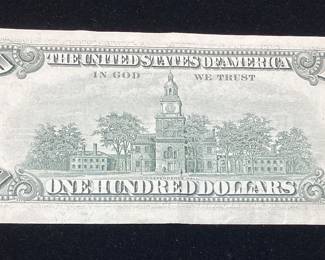 THE UNITED STATES OF AMERICA
IN GOD WE TRUST
ONE HUNDRED DOLLARS